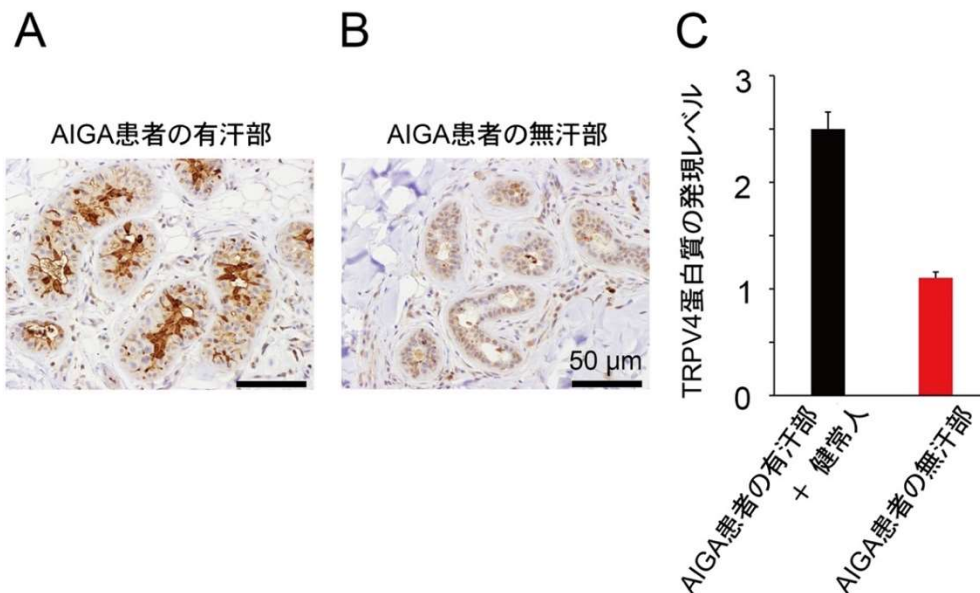 A
B
C
AIGA患者の有汗部
AIGA患者の無汗部
50 µm
TRPV4蛋白質の発現レベル
3
2
1
0
AIGA患者の有汗部
+ 健常人
AIGA患者の無汗部